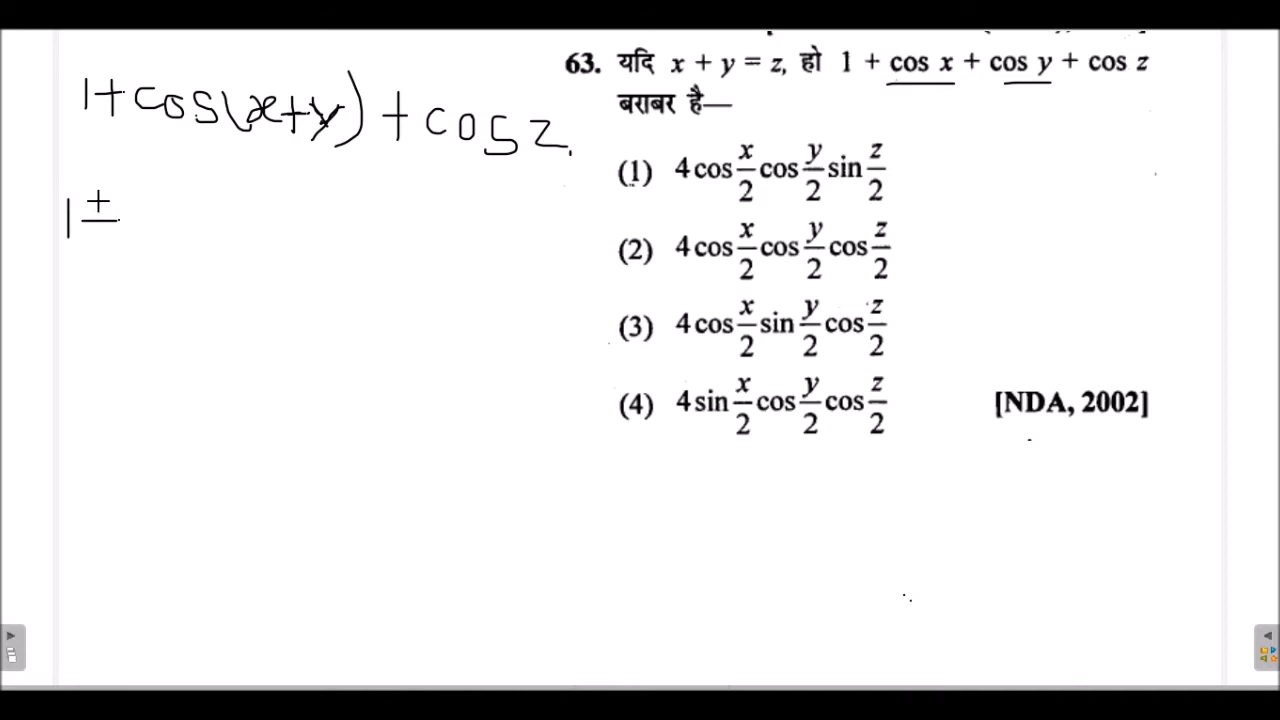 1+cos(x+y)+cosz
1+
63. यदि x + y = z, हो 1 + cos x + cos y + cos z
बराबर है—
(1) 4 cos x/2 cos y/2 sin z/2
(2) 4 cos x/2 cos y/2 cos z/2
(3) 4 cos x/2 sin y/2 cos z/2
(4) 4 sin x/2 cos y/2 cos z/2 [NDA, 2002]